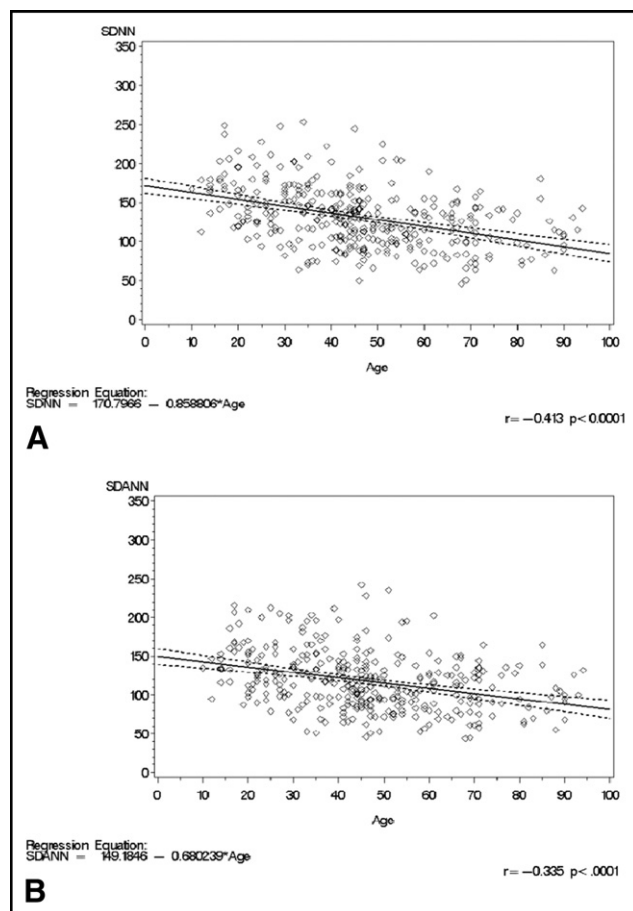 SDNN
350
300
250
200
150
100
50
0
0 10 20 30 40 50 60 70 80 90 100
Age
Regression Equation:
SDNN = 170.7966 - 0.858806*Age
r= -0.413 p< 0.0001
A
SDANN
350
300
250
200
150
100
50
0
0 10 20 30 40 50 60 70 80 90 100
Age
Regression Equation:
SDANN = 149.1846 - 0.680239*Age
r= -0.335 p< .0001
B